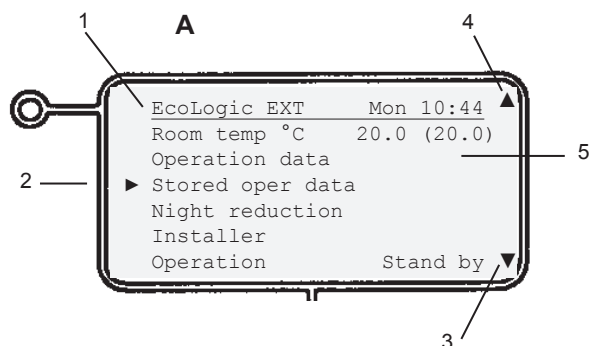 1 A 4
EcoLogic EXT Mon 10:44 ▲
Room temp °C 20.0 (20.0)
Operation data 5
2 ► Stored oper data
Night reduction
Installer
Operation Stand by ▼
3